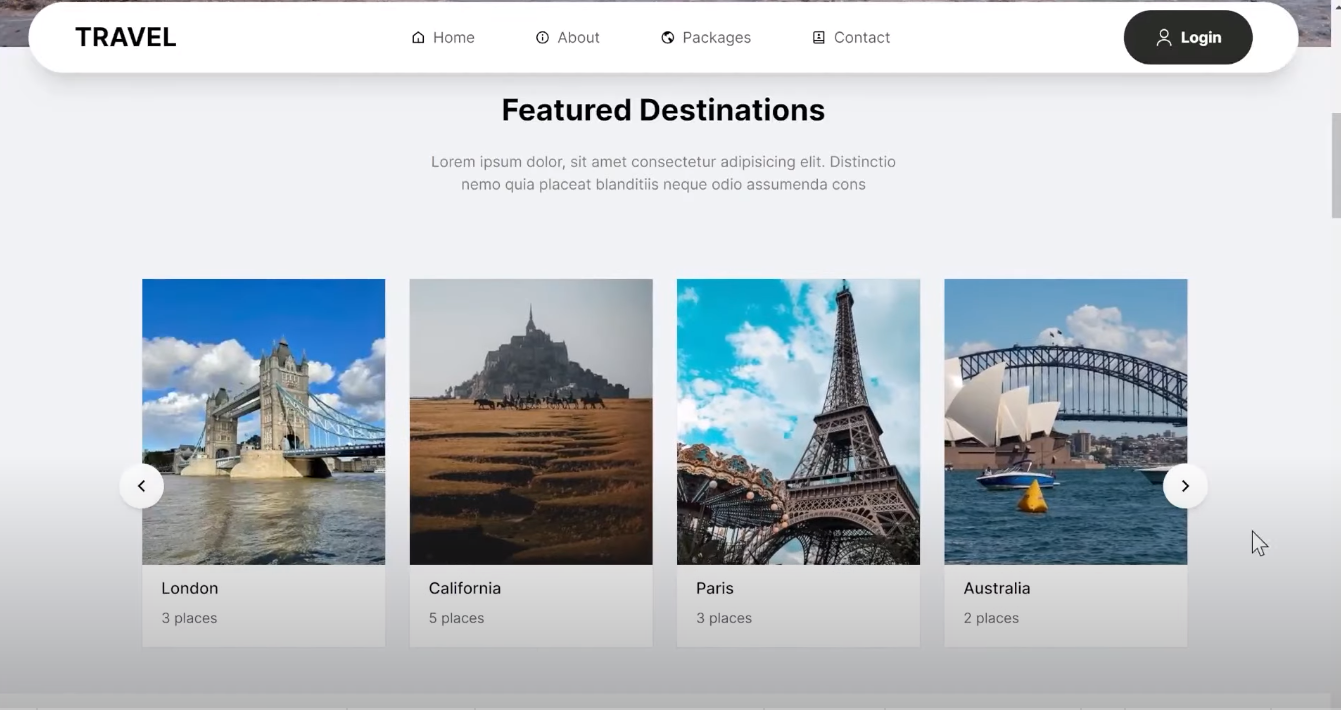 TRAVEL
Home
About
Packages
Contact
Login
Featured Destinations
Lorem ipsum dolor, sit amet consectetur adipisicing elit. Distinctio
nemo quia placeat blanditiis neque odio assumenda cons
London
3 places
California
5 places
Paris
3 places
Australia
2 places